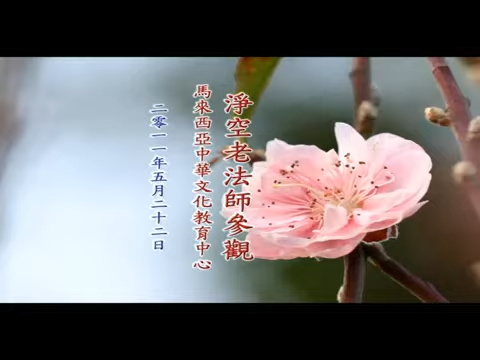 淨空老法師參觀
馬來西亞中華文化教育中心
二零一一年五月二十二日